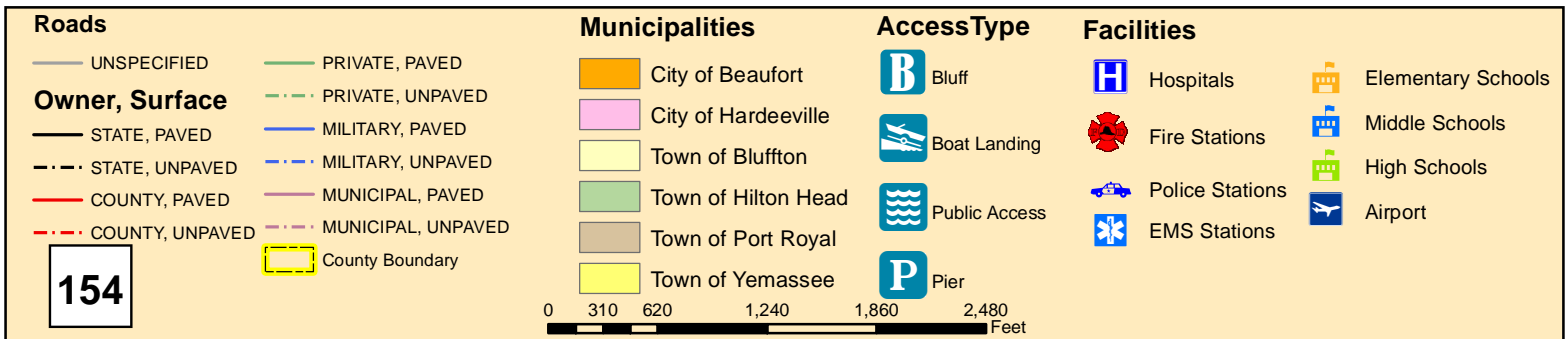 Roads
UNSPECIFIED
Owner, Surface
STATE, PAVED
STATE, UNPAVED
COUNTY, PAVED
COUNTY, UNPAVED
154
PRIVATE, PAVED
PRIVATE, UNPAVED
MILITARY, PAVED
MILITARY, UNPAVED
MUNICIPAL, PAVED
MUNICIPAL, UNPAVED
County Boundary
Municipalities
City of Beaufort
City of Hardeeville
Town of Bluffton
Town of Hilton Head
Town of Port Royal
Town of Yemassee
AccessType
B Bluff
Boat Landing
Public Access
P Pier
Facilities
H Hospitals
Fire Stations
Police Stations
EMS Stations
Elementary Schools
Middle Schools
High Schools
Airport
0 310 620 1,240 1,860 2,480
Feet